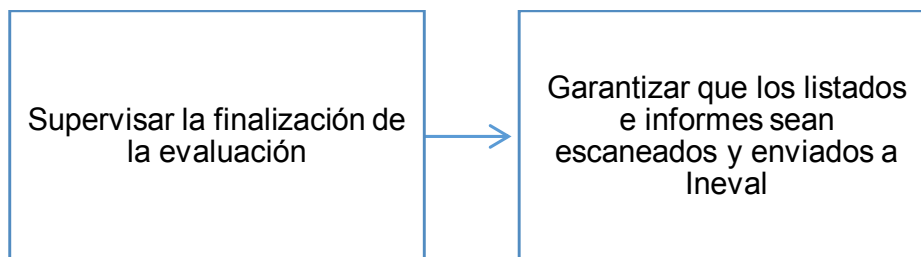 Supervisar la finalización de
la evaluación
Garantizar que los listados
e informes sean
escaneados y enviados a
Ineval